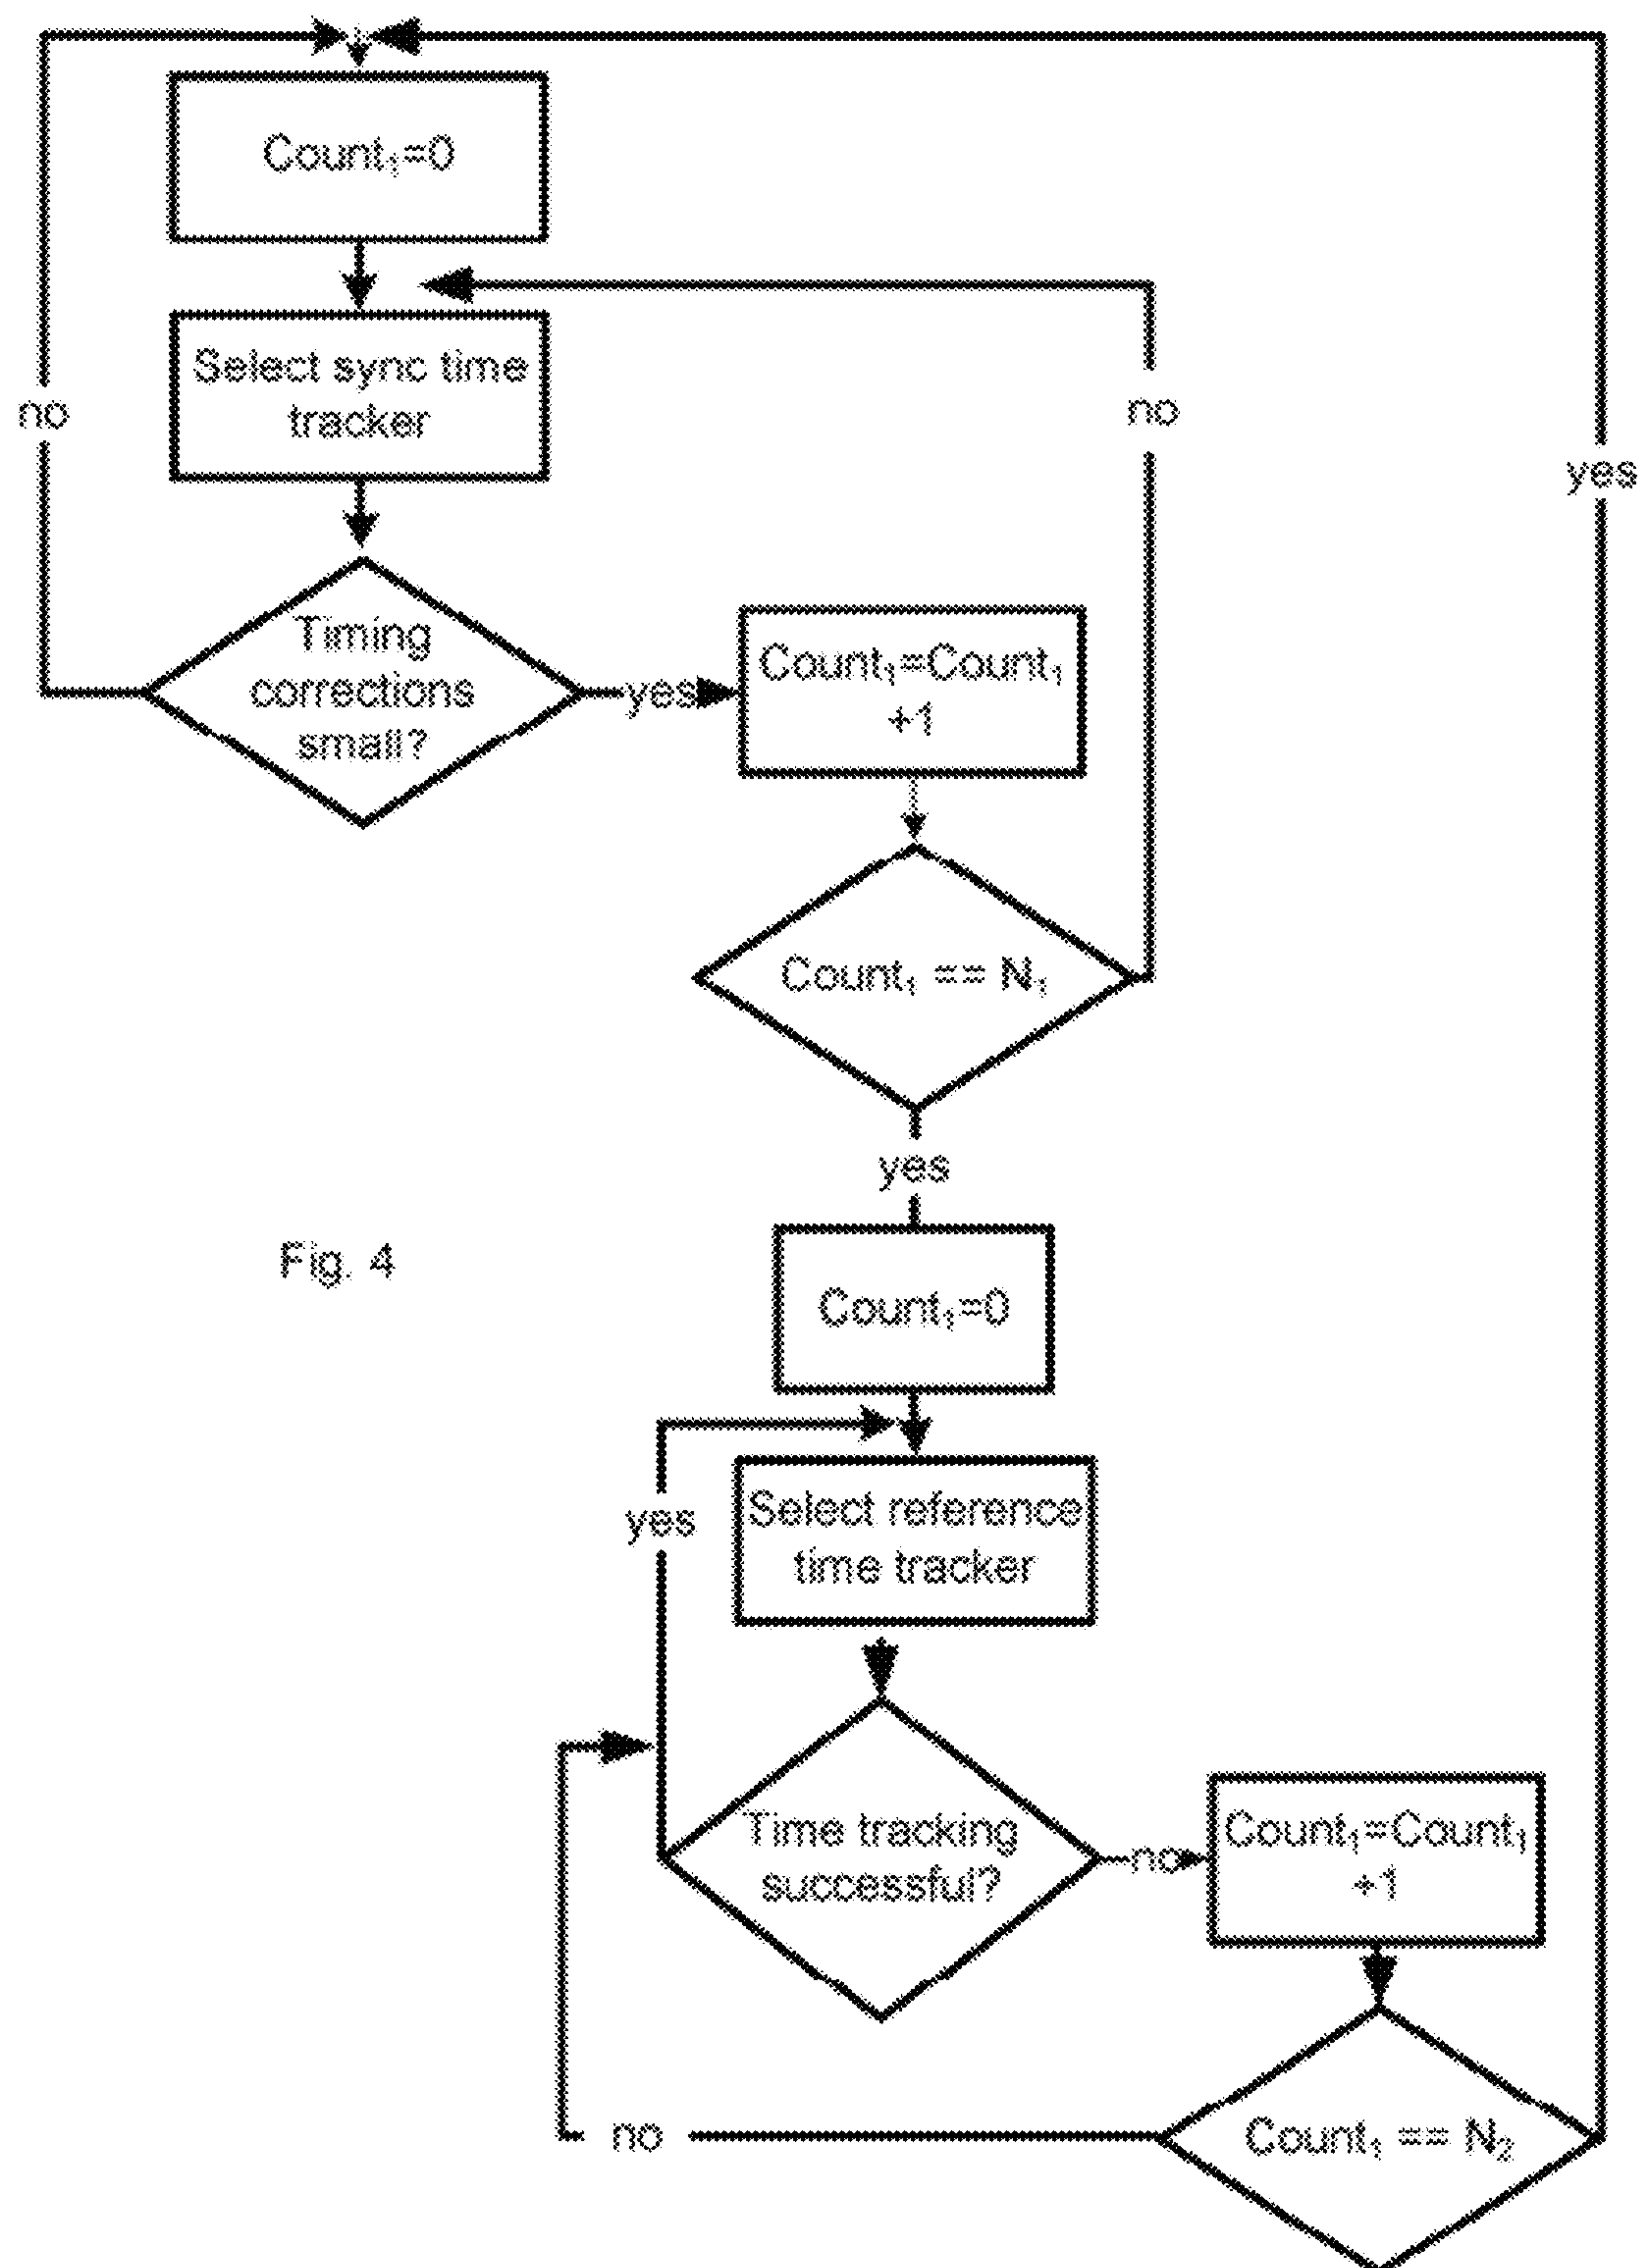 Count₁=0
Select sync time
tracker
no
no
yes
Timing
corrections
small?
yes
Count₁=Count₁
+1
Count₁ == N₁
yes
Fig. 4
Count₁=0
yes
Select reference
time tracker
Time tracking
successful?
no
Count₁=Count₁
+1
no
Count₁ == N₂